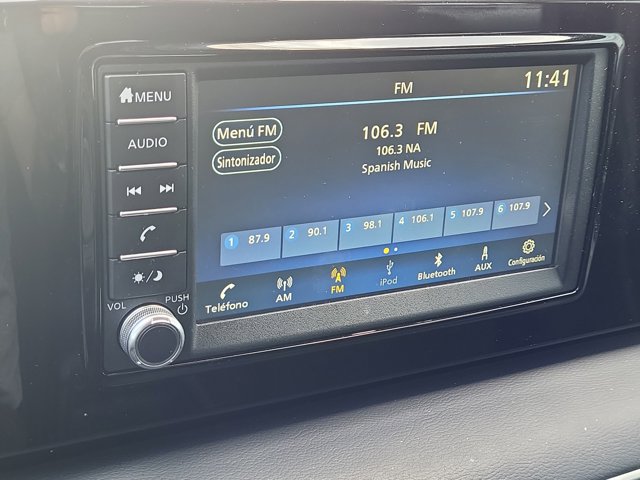 FM
11:41
MENU
AUDIO
VOL
PUSH
Menú FM
Sintonizador
106.3 FM
106.3 NA
Spanish Music
1 87.9
2 90.1
3 98.1
4 106.1
5 107.9
6 107.9
Teléfono
AM
FM
iPod
Bluetooth
AUX
Configuración